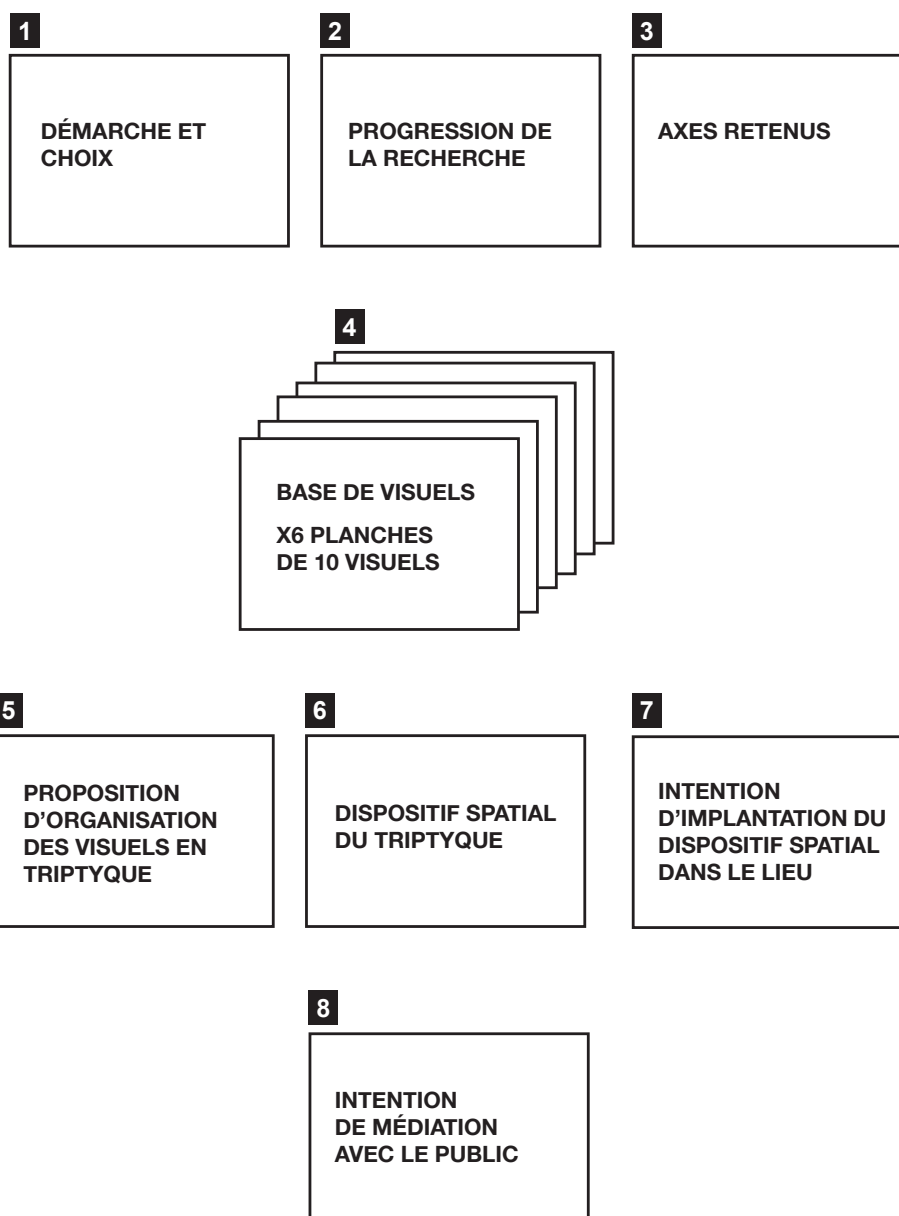 1
DÉMARCHE ET
CHOIX
2
PROGRESSION DE
LA RECHERCHE
3
AXES RETENUS
4
BASE DE VISUELS
X6 PLANCHES
DE 10 VISUELS
5
PROPOSITION
D’ORGANISATION
DES VISUELS EN
TRIPTYQUE
6
DISPOSITIF SPATIAL
DU TRIPTYQUE
7
INTENTION
D’IMPLANTATION DU
DISPOSITIF SPATIAL
DANS LE LIEU
8
INTENTION
DE MÉDIATION
AVEC LE PUBLIC